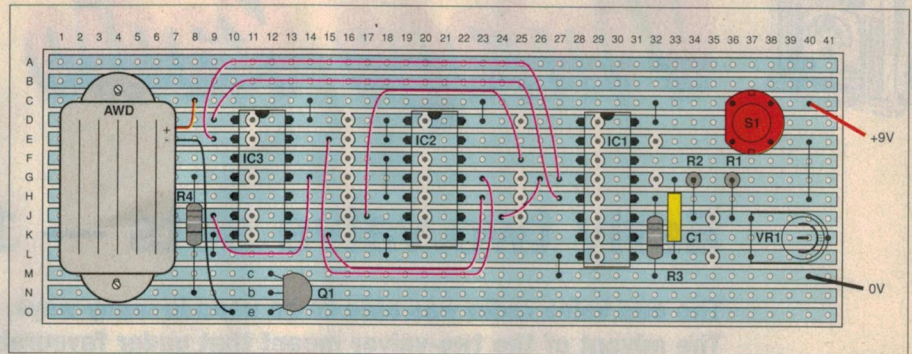 1 2 3 4 5 6 7 8 9 10 11 12 13 14 15 16 17 18 19 20 21 22 23 24 25 26 27 28 29 30 31 32 33 34 35 36 37 38 39 40 41
A
B
C
AWD
S1
D
+
IC3
IC2
IC1
+9V
E
-
F
R2 R1
G
R4
H
J
K
C1
VR1
L
R3
M
c
0V
N
b
Q1
O
e